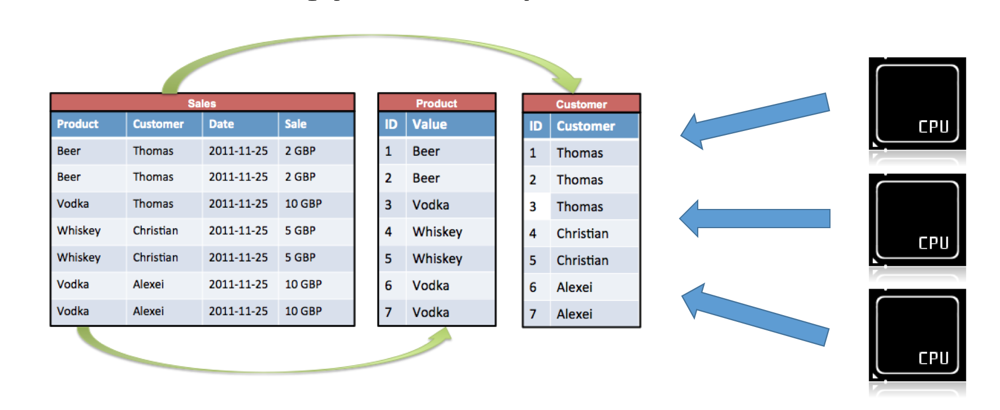 Sales
Product Customer Date Sale
Beer Thomas 2011-11-25 2 GBP
Beer Thomas 2011-11-25 2 GBP
Vodka Thomas 2011-11-25 10 GBP
Whiskey Christian 2011-11-25 5 GBP
Whiskey Christian 2011-11-25 5 GBP
Vodka Alexei 2011-11-25 10 GBP
Vodka Alexei 2011-11-25 10 GBP
Product
ID Value
1 Beer
2 Beer
3 Vodka
4 Whiskey
5 Whiskey
6 Vodka
7 Vodka
Customer
ID Customer
1 Thomas
2 Thomas
3 Thomas
4 Christian
5 Christian
6 Alexei
7 Alexei
CPU
CPU
CPU